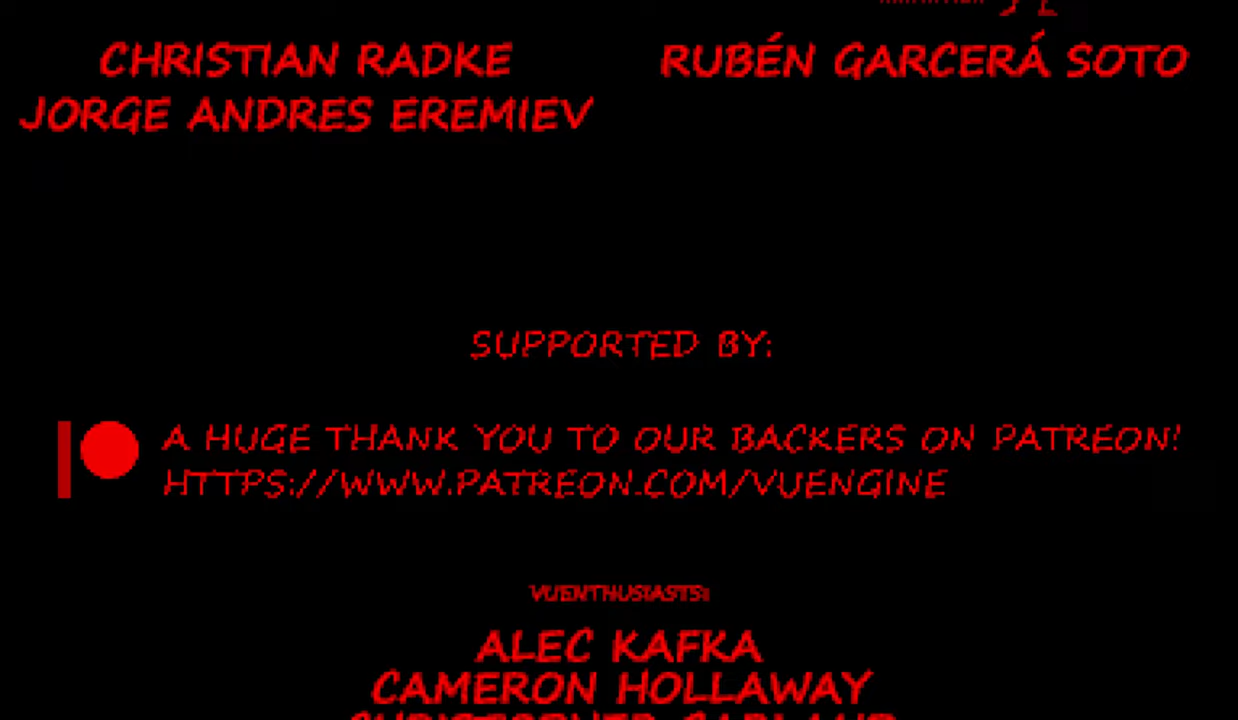 CHRISTIAN RADKE
RUBÉN GARCERÁ SOTO
JORGE ANDRES EREMIEV
SUPPORTED BY:
A HUGE THANK YOU TO OUR BACKERS ON PATREON!
HTTPS://WWW.PATREON.COM/VUENGINE
VUENTHUSIASTS:
ALEC KAFKA
CAMERON HOLLAWAY